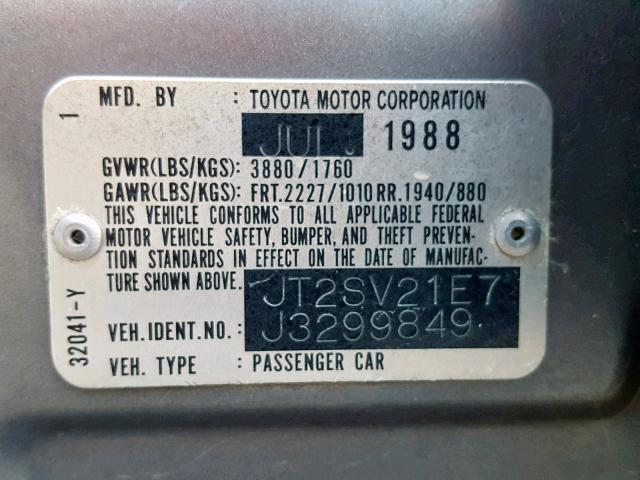 1
MFD. BY : TOYOTA MOTOR CORPORATION
JUL. 1988
GVWR(LBS/KGS): 3880/1760
GAWR(LBS/KGS): FRT.2227/1010 RR.1940/880
THIS VEHICLE CONFORMS TO ALL APPLICABLE FEDERAL
MOTOR VEHICLE SAFETY, BUMPER, AND THEFT PREVEN-
TION STANDARDS IN EFFECT ON THE DATE OF MANUFAC-
TURE SHOWN ABOVE.
JT2SV21E7
VEH. IDENT. NO. : J3299849
VEH. TYPE : PASSENGER CAR
32041-Y